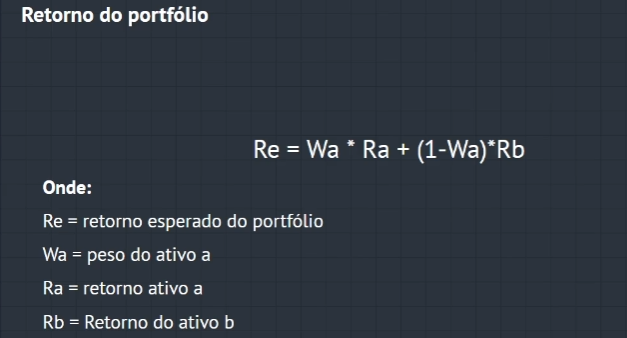 Retorno do portfólio
Re = Wa * Ra + (1-Wa)*Rb
Onde:
Re = retorno esperado do portfólio
Wa = peso do ativo a
Ra = retorno ativo a
Rb = Retorno do ativo b